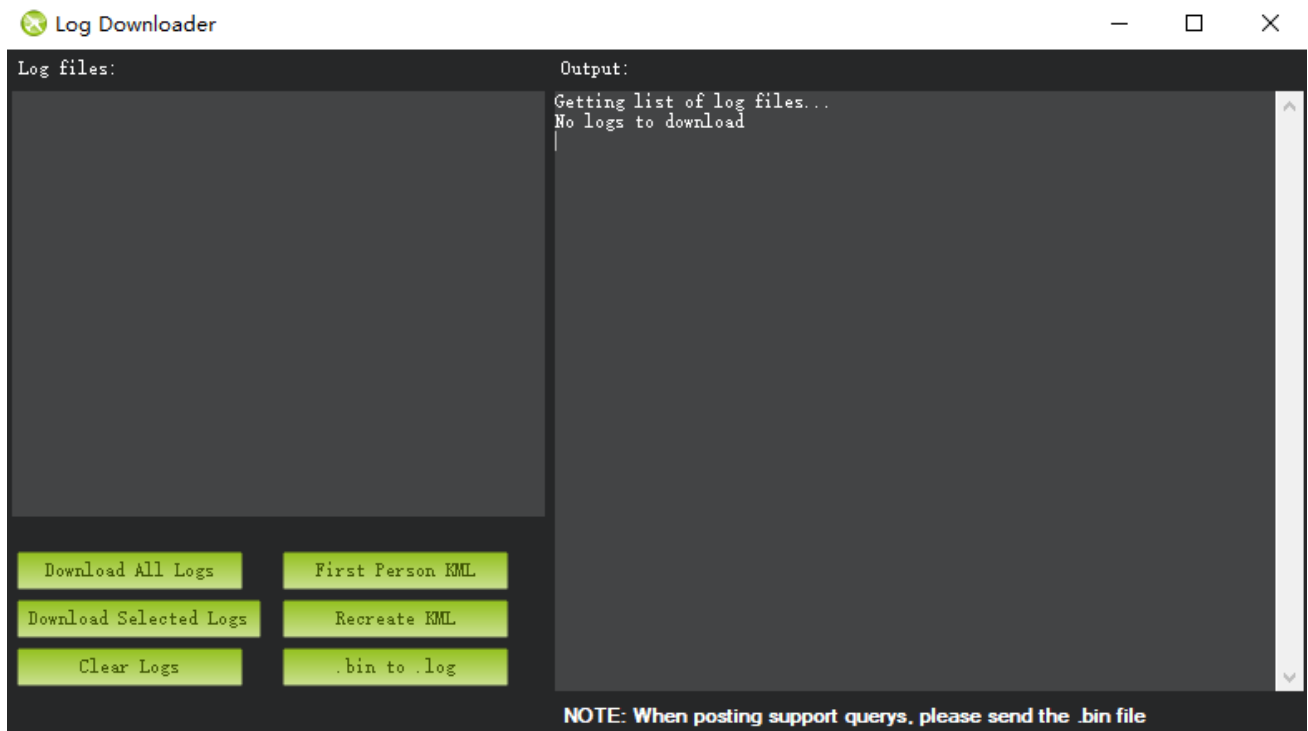 Log Downloader
Log files:
Output:
Getting list of log files...
No logs to download
Download All Logs
First Person KML
Download Selected Logs
Recreate KML
Clear Logs
.bin to .log
NOTE: When posting support querys, please send the .bin file